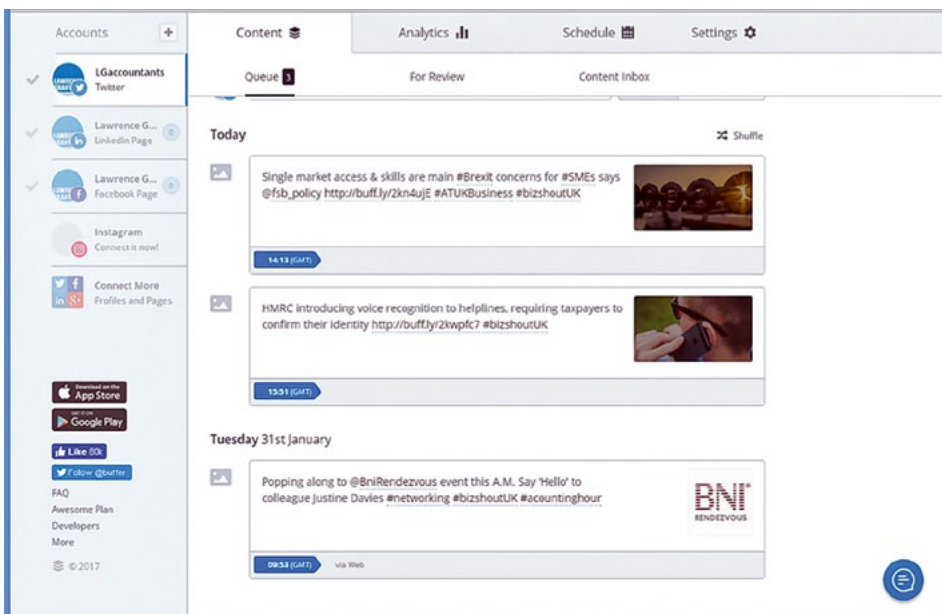 Accounts +
LGaccountants
Twitter
Lawrence G... 0
LinkedIn Page
Lawrence G... 0
Facebook Page
Instagram
Connect it now!
Connect More
Profiles and Pages
Download on the
App Store
GET IT ON
Google Play
Like 80k
Follow @buffer
FAQ
Awesome Plan
Developers
More
© 2017
Content Analytics Schedule Settings
Queue 3 For Review Content Inbox
Today Shuffle
Single market access & skills are main #Brexit concerns for #SMEs says
@fsb_policy http://buff.ly/2kn4ujE #ATUKBusiness #bizshoutUK
14:13 (GMT)
HMRC introducing voice recognition to helplines, requiring taxpayers to
confirm their identity http://buff.ly/2kwpfc7 #bizshoutUK
15:51 (GMT)
Tuesday 31st January
Popping along to @BniRendezvous event this A.M. Say 'Hello' to
colleague Justine Davies #networking #bizshoutUK #acountinghour
BNI
RENDEZVOUS
09:53 (GMT) via Web